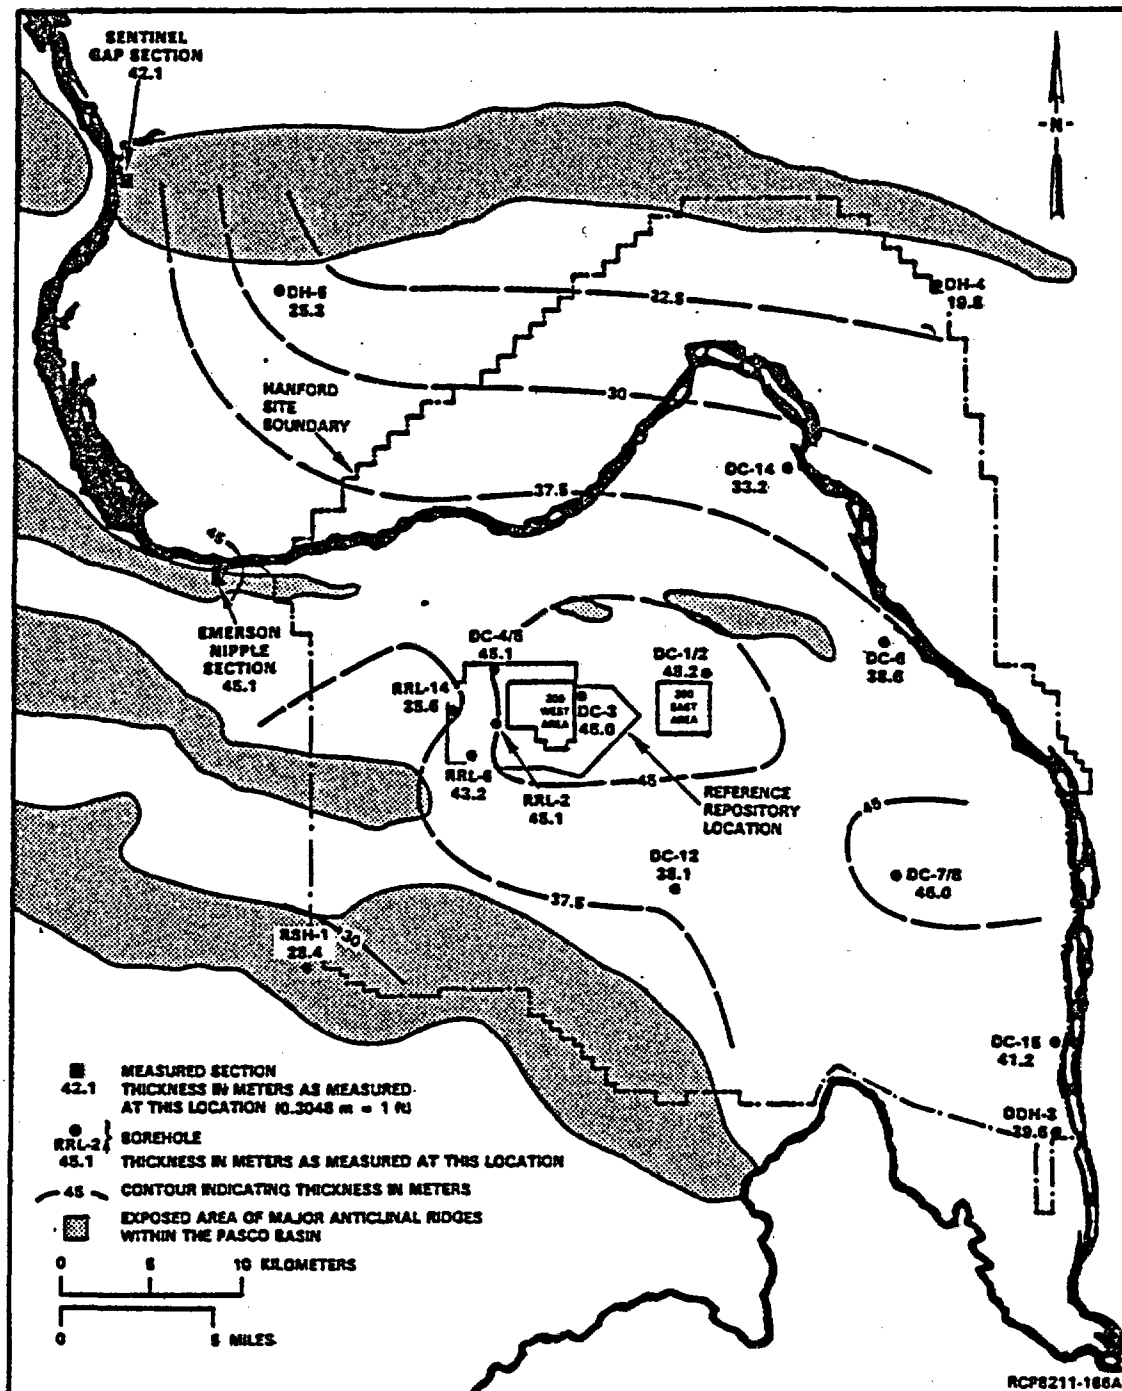 SENTINEL
GAP SECTION
42.1
-N-
DH-5
25.3
DH-4
19.8
22.5
HANFORD
SITE
BOUNDARY
30
DC-14
33.2
37.5
45
EMERSON
NIPPLE
SECTION
45.1
DC-4/5
45.1
DC-1/2
48.2
DC-6
38.6
RRL-14
35.6
200
WEST
AREA
DC-3
45.0
200
EAST
AREA
RRL-6
43.2
RRL-2
45.1
45
REFERENCE
REPOSITORY
LOCATION
45
DC-12
38.1
DC-7/8
46.0
37.5
RSH-1
28.4
30
DC-15
41.2
DDH-3
39.6
MEASURED SECTION
42.1 THICKNESS IN METERS AS MEASURED
AT THIS LOCATION (0.3048 m = 1 ft)
RRL-2 } BOREHOLE
45.1 THICKNESS IN METERS AS MEASURED AT THIS LOCATION
45 CONTOUR INDICATING THICKNESS IN METERS
EXPOSED AREA OF MAJOR ANTICLINAL RIDGES
WITHIN THE PASCO BASIN
0 5 10 KILOMETERS
0 5 MILES
RCP8211-166A